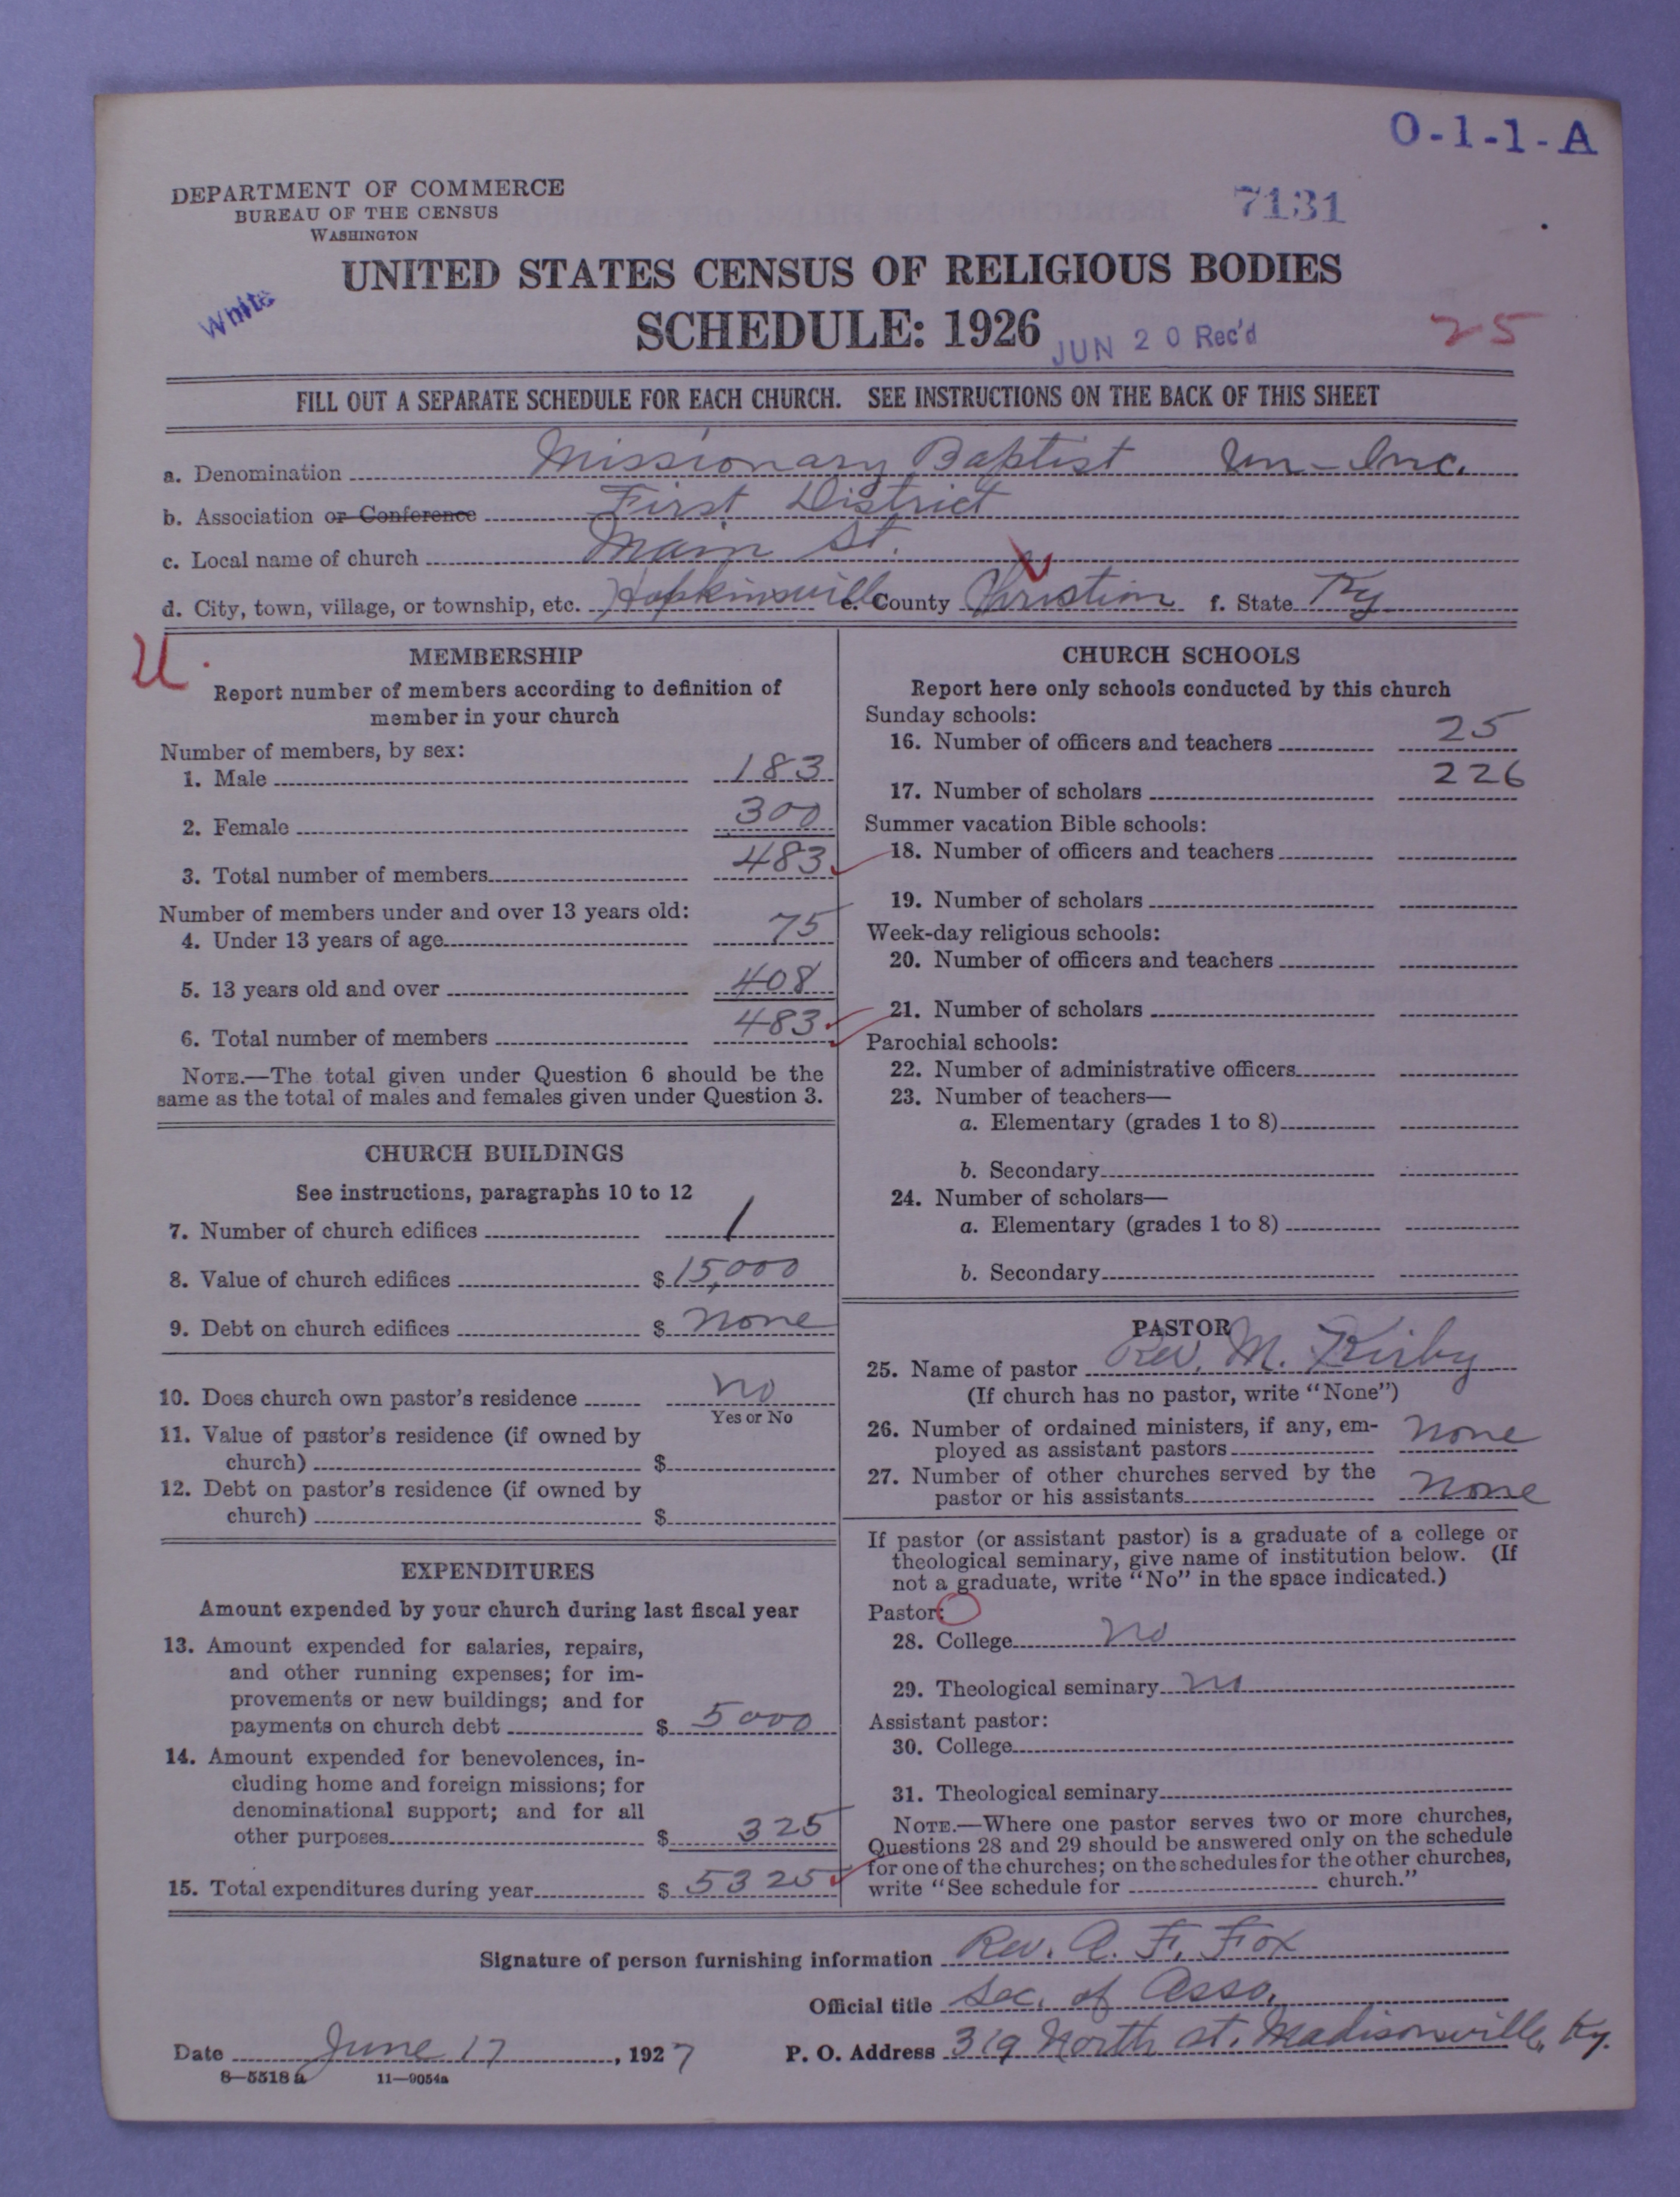 O-1-1-A
DEPARTMENT OF COMMERCE
BUREAU OF THE CENSUS
WASHINGTON
7131
White
UNITED STATES CENSUS OF RELIGIOUS BODIES
SCHEDULE: 1926
JUN 20 Rec'd
25
FILL OUT A SEPARATE SCHEDULE FOR EACH CHURCH. SEE INSTRUCTIONS ON THE BACK OF THIS SHEET
a. Denomination Missionary Baptist Un-Inc.
b. Association or Conference First District
c. Local name of church Main St.
d. City, town, village, or township, etc. Hopkinsville e. County Christian f. State Ky
U.
MEMBERSHIP
Report number of members according to definition of
member in your church
Number of members, by sex:
1. Male 183
2. Female 300
3. Total number of members 483
Number of members under and over 13 years old:
4. Under 13 years of age 75
5. 13 years old and over 408
6. Total number of members 483
NOTE.—The total given under Question 6 should be the
same as the total of males and females given under Question 3.
CHURCH BUILDINGS
See instructions, paragraphs 10 to 12
7. Number of church edifices 1
8. Value of church edifices $ 15,000
9. Debt on church edifices $ none
10. Does church own pastor's residence no
Yes or No
11. Value of pastor's residence (if owned by
church) $
12. Debt on pastor's residence (if owned by
church) $
EXPENDITURES
Amount expended by your church during last fiscal year
13. Amount expended for salaries, repairs,
and other running expenses; for im-
provements or new buildings; and for
payments on church debt $ 5000
14. Amount expended for benevolences, in-
cluding home and foreign missions; for
denominational support; and for all
other purposes $ 325
15. Total expenditures during year $ 5325
CHURCH SCHOOLS
Report here only schools conducted by this church
Sunday schools:
16. Number of officers and teachers 25
17. Number of scholars 226
Summer vacation Bible schools:
18. Number of officers and teachers
19. Number of scholars
Week-day religious schools:
20. Number of officers and teachers
21. Number of scholars
Parochial schools:
22. Number of administrative officers
23. Number of teachers—
a. Elementary (grades 1 to 8)
b. Secondary
24. Number of scholars—
a. Elementary (grades 1 to 8)
b. Secondary
PASTOR
25. Name of pastor Rev. M. Kirby
(If church has no pastor, write "None")
26. Number of ordained ministers, if any, em-
ployed as assistant pastors none
27. Number of other churches served by the
pastor or his assistants none
If pastor (or assistant pastor) is a graduate of a college or
theological seminary, give name of institution below. (If
not a graduate, write "No" in the space indicated.)
Pastor:
28. College no
29. Theological seminary no
Assistant pastor:
30. College
31. Theological seminary
NOTE.—Where one pastor serves two or more churches,
Questions 28 and 29 should be answered only on the schedule
for one of the churches; on the schedules for the other churches,
write "See schedule for church."
Signature of person furnishing information Rev. A. F. Fox
Official title Sec. of Asso.
Date June 17, 1927 P. O. Address 319 North St. Madisonville, Ky.
8—5518 a 11—9054a